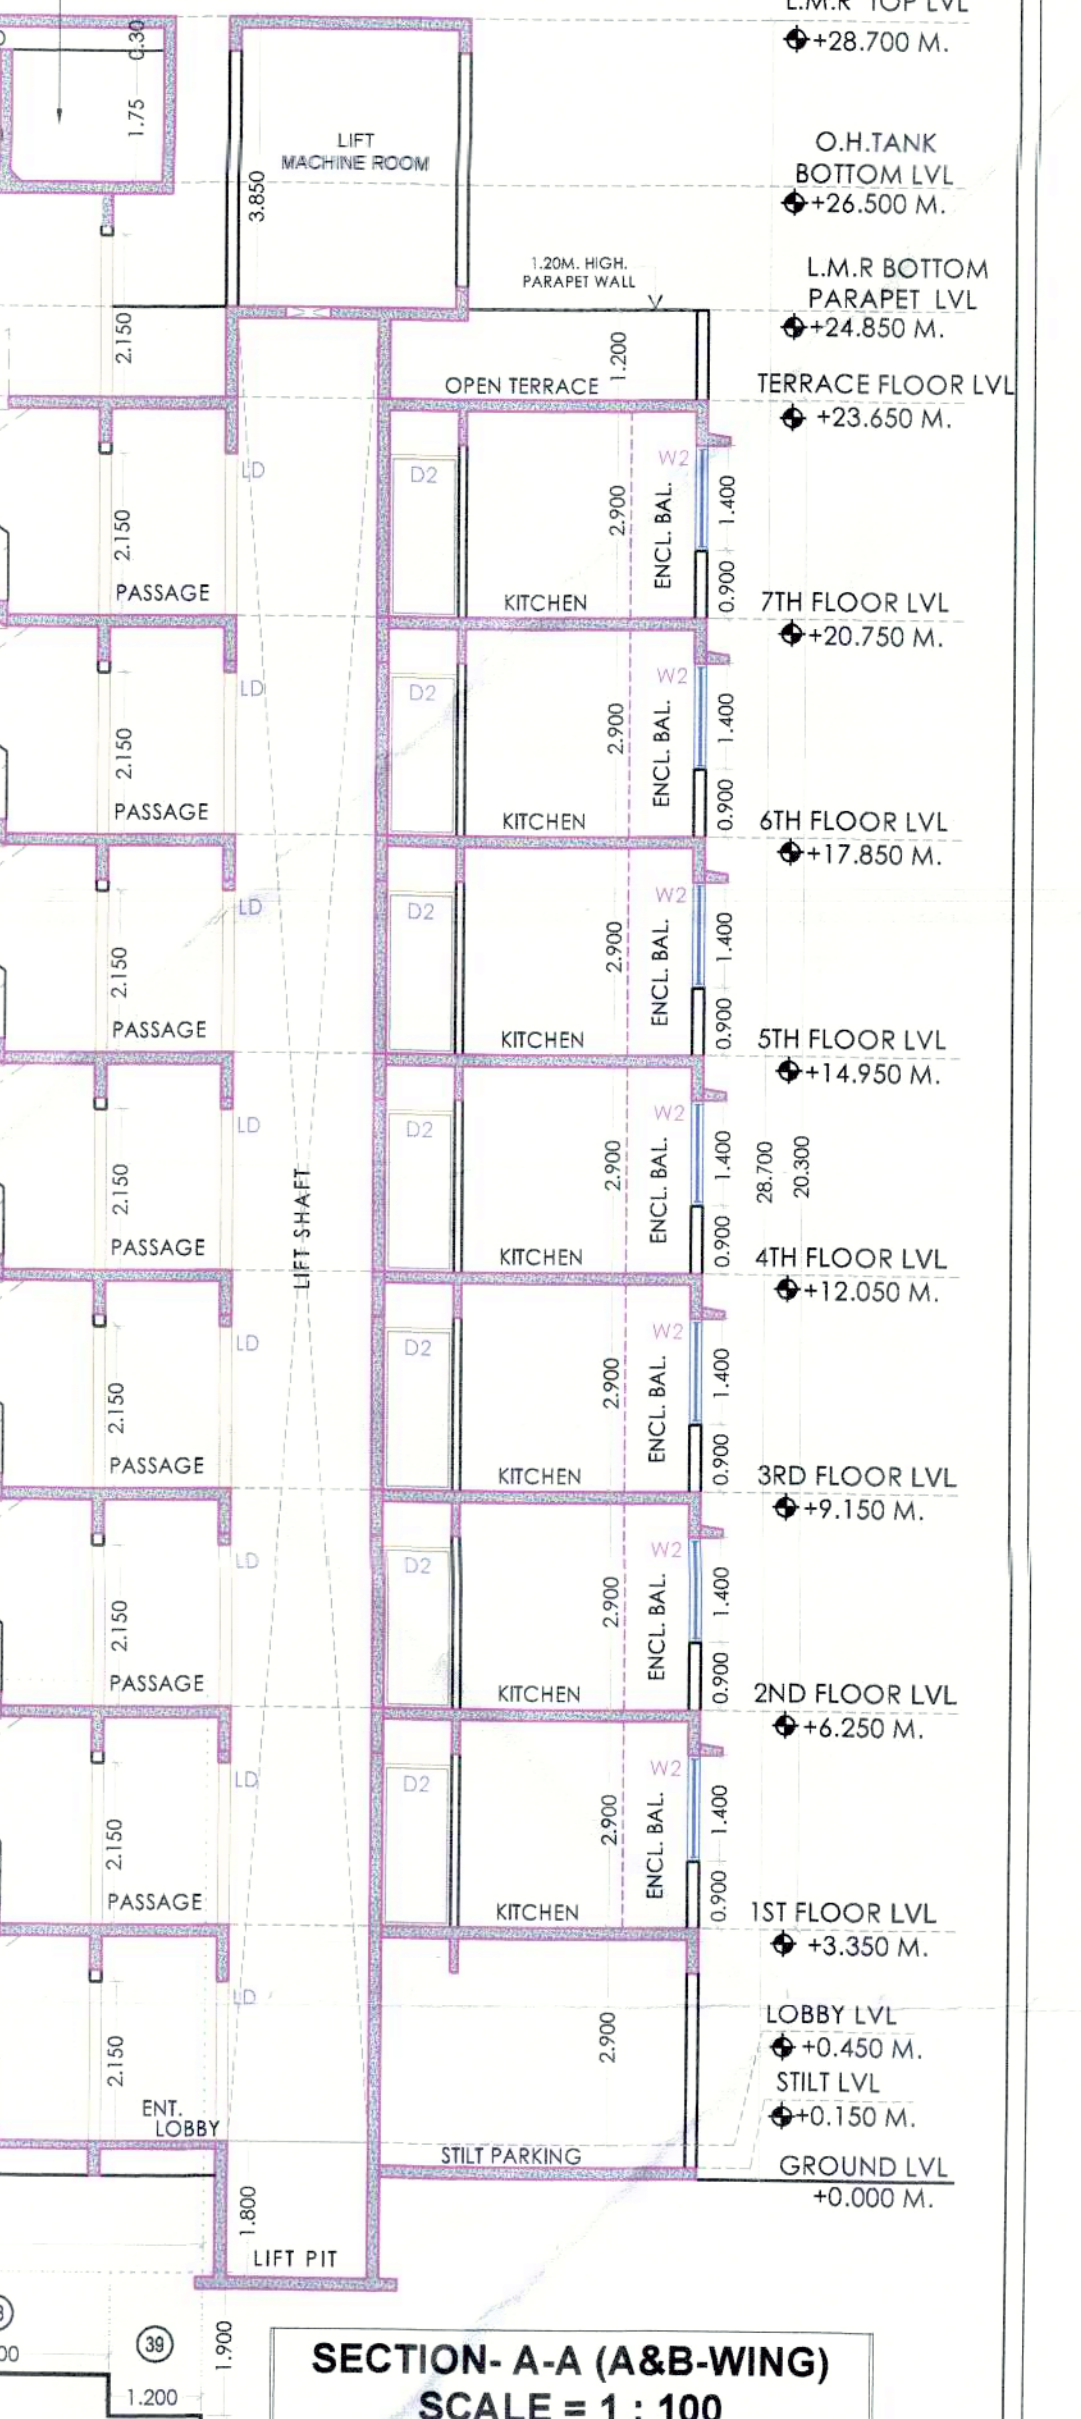 L.M.R TOP LVL
+28.700 M.
0.30
1.75
LIFT
MACHINE ROOM
3.850
O.H.TANK
BOTTOM LVL
+26.500 M.
1.20M. HIGH.
PARAPET WALL
L.M.R BOTTOM
PARAPET LVL
+24.850 M.
2.150
1.200
OPEN TERRACE
TERRACE FLOOR LVL
+23.650 M.
LD
D2
W2
2.150
2.900
ENCL. BAL.
1.400
0.900
PASSAGE
KITCHEN
7TH FLOOR LVL
+20.750 M.
LD
D2
W2
2.150
2.900
ENCL. BAL.
1.400
0.900
PASSAGE
KITCHEN
6TH FLOOR LVL
+17.850 M.
LD
D2
W2
2.150
2.900
ENCL. BAL.
1.400
0.900
PASSAGE
KITCHEN
5TH FLOOR LVL
+14.950 M.
LD
D2
W2
2.150
LIFT SHAFT
2.900
ENCL. BAL.
1.400
0.900
28.700
20.300
PASSAGE
KITCHEN
4TH FLOOR LVL
+12.050 M.
LD
D2
W2
2.150
2.900
ENCL. BAL.
1.400
0.900
PASSAGE
KITCHEN
3RD FLOOR LVL
+9.150 M.
LD
D2
W2
2.150
2.900
ENCL. BAL.
1.400
0.900
PASSAGE
KITCHEN
2ND FLOOR LVL
+6.250 M.
LD
D2
W2
2.150
2.900
ENCL. BAL.
1.400
0.900
PASSAGE
KITCHEN
1ST FLOOR LVL
+3.350 M.
LD
2.150
2.900
LOBBY LVL
+0.450 M.
STILT LVL
+0.150 M.
ENT.
LOBBY
STILT PARKING
GROUND LVL
+0.000 M.
1.800
LIFT PIT
39
1.900
1.200
SECTION- A-A (A&B-WING)
SCALE = 1 : 100